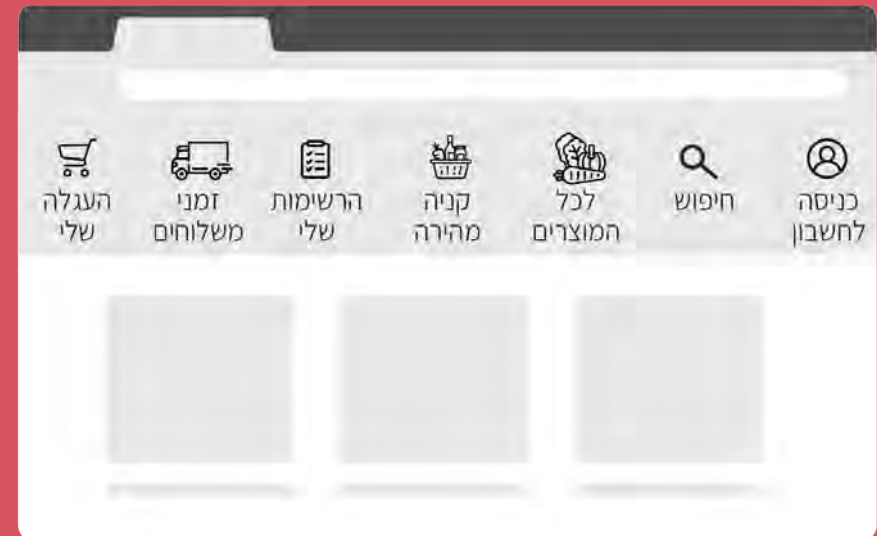 כניסה
לחשבון
חיפוש
לכל
המוצרים
קניה
מהירה
הרשימות
שלי
זמני
משלוחים
העגלה
שלי